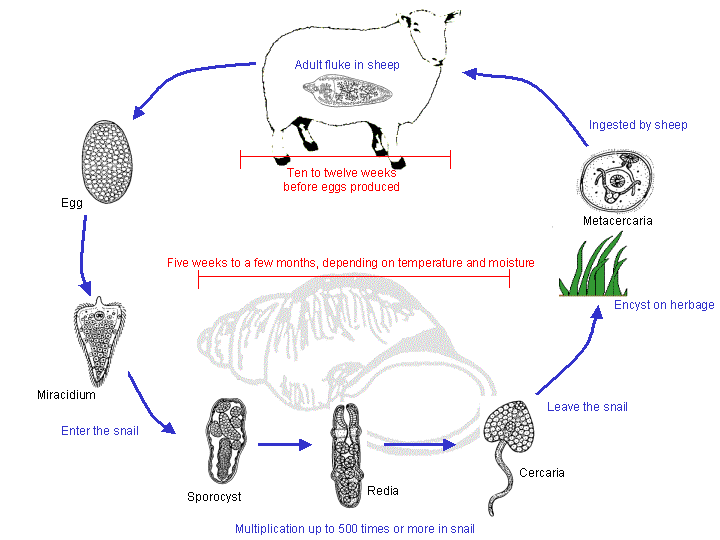 Adult fluke in sheep
Ingested by sheep
Ten to twelve weeks
before eggs produced
Egg
Metacercaria
Five weeks to a few months, depending on temperature and moisture
Encyst on herbage
Miracidium
Leave the snail
Enter the snail
Cercaria
Redia
Sporocyst
Multiplication up to 500 times or more in snail